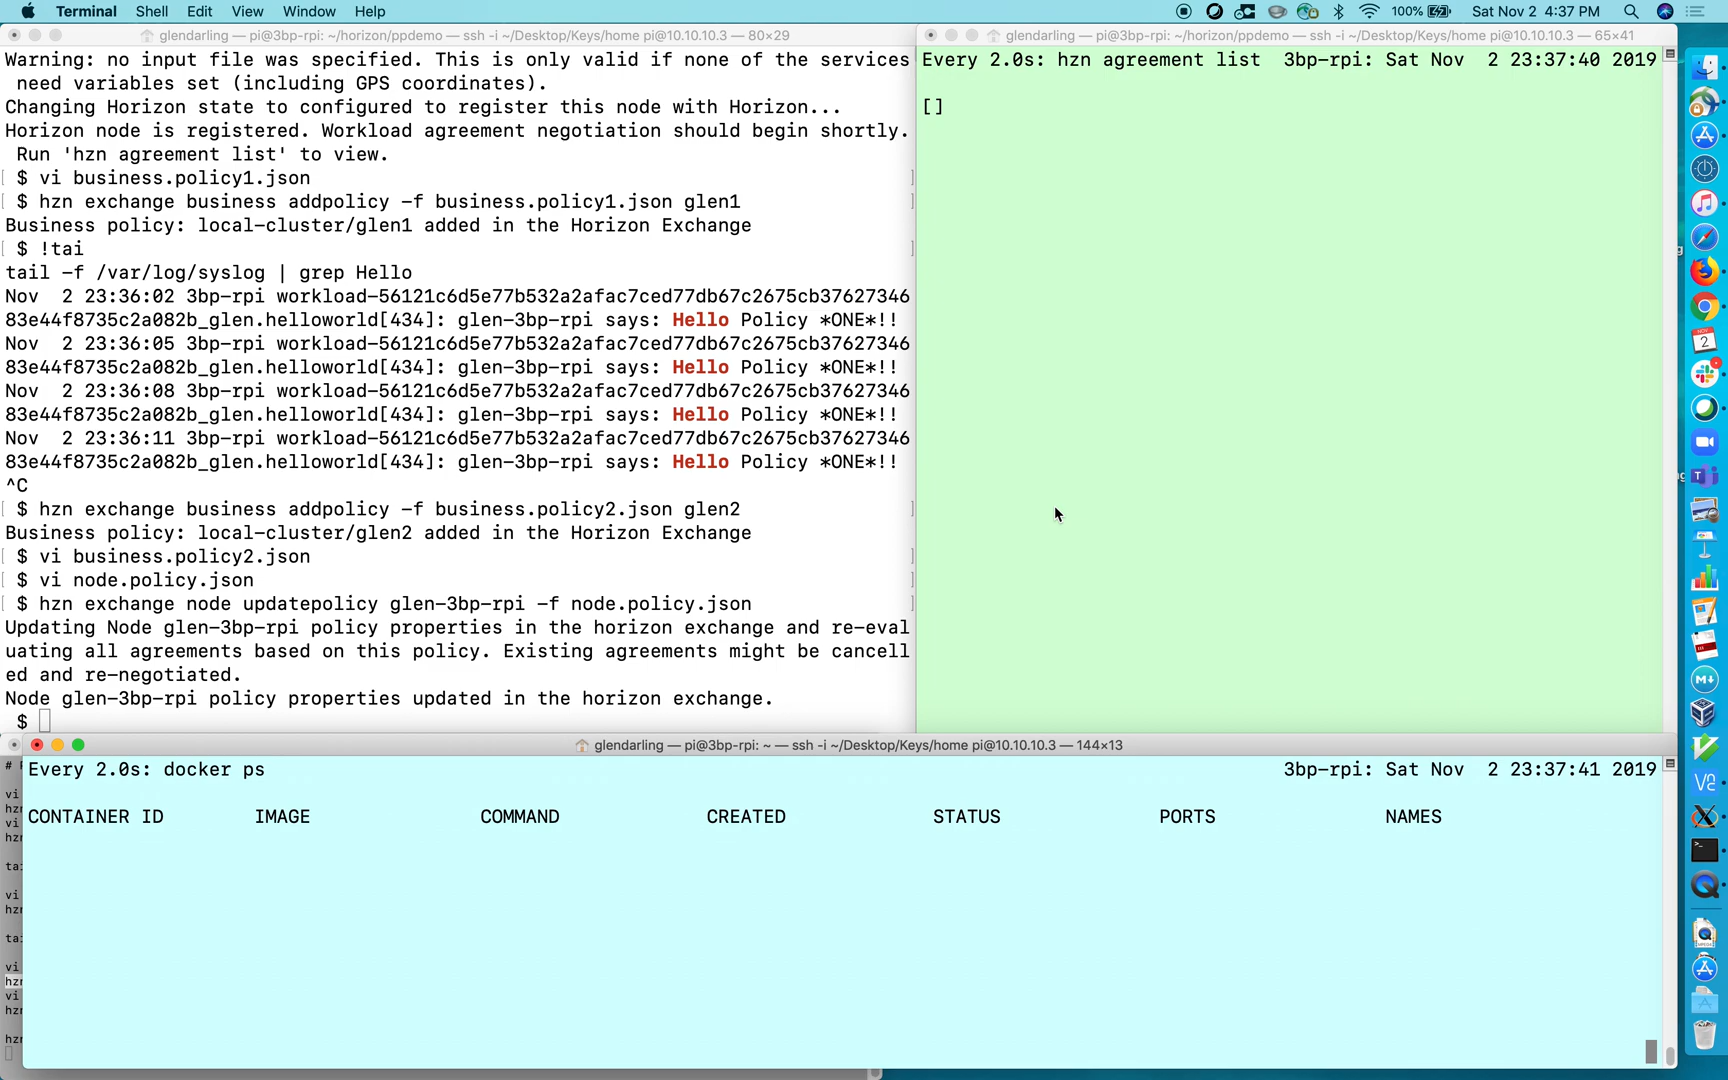 Terminal Shell Edit View Window Help 100% Sat Nov 2 4:37 PM
glendarling — pi@3bp-rpi: ~/horizon/ppdemo — ssh -i ~/Desktop/Keys/home pi@10.10.10.3 — 80×29
Warning: no input file was specified. This is only valid if none of the services
need variables set (including GPS coordinates).
Changing Horizon state to configured to register this node with Horizon...
Horizon node is registered. Workload agreement negotiation should begin shortly.
Run 'hzn agreement list' to view.
$ vi business.policy1.json
$ hzn exchange business addpolicy -f business.policy1.json glen1
Business policy: local-cluster/glen1 added in the Horizon Exchange
$ !tai
tail -f /var/log/syslog | grep Hello
Nov  2 23:36:02 3bp-rpi workload-56121c6d5e77b532a2afac7ced77db67c2675cb37627346
83e44f8735c2a082b_glen.helloworld[434]: glen-3bp-rpi says: Hello Policy *ONE*!!
Nov  2 23:36:05 3bp-rpi workload-56121c6d5e77b532a2afac7ced77db67c2675cb37627346
83e44f8735c2a082b_glen.helloworld[434]: glen-3bp-rpi says: Hello Policy *ONE*!!
Nov  2 23:36:08 3bp-rpi workload-56121c6d5e77b532a2afac7ced77db67c2675cb37627346
83e44f8735c2a082b_glen.helloworld[434]: glen-3bp-rpi says: Hello Policy *ONE*!!
Nov  2 23:36:11 3bp-rpi workload-56121c6d5e77b532a2afac7ced77db67c2675cb37627346
83e44f8735c2a082b_glen.helloworld[434]: glen-3bp-rpi says: Hello Policy *ONE*!!
^C
$ hzn exchange business addpolicy -f business.policy2.json glen2
Business policy: local-cluster/glen2 added in the Horizon Exchange
$ vi business.policy2.json
$ vi node.policy.json
$ hzn exchange node updatepolicy glen-3bp-rpi -f node.policy.json
Updating Node glen-3bp-rpi policy properties in the horizon exchange and re-eval
uating all agreements based on this policy. Existing agreements might be cancell
ed and re-negotiated.
Node glen-3bp-rpi policy properties updated in the horizon exchange.
$
glendarling — pi@3bp-rpi: ~/horizon/ppdemo — ssh -i ~/Desktop/Keys/home pi@10.10.10.3 — 65×41
Every 2.0s: hzn agreement list  3bp-rpi: Sat Nov  2 23:37:40 2019
[]
glendarling — pi@3bp-rpi: ~ — ssh -i ~/Desktop/Keys/home pi@10.10.10.3 — 144×13
Every 2.0s: docker ps 3bp-rpi: Sat Nov  2 23:37:41 2019
CONTAINER ID IMAGE COMMAND CREATED STATUS PORTS NAMES
vi
vi
tai
vi
tai
vi
vi
NOV
2